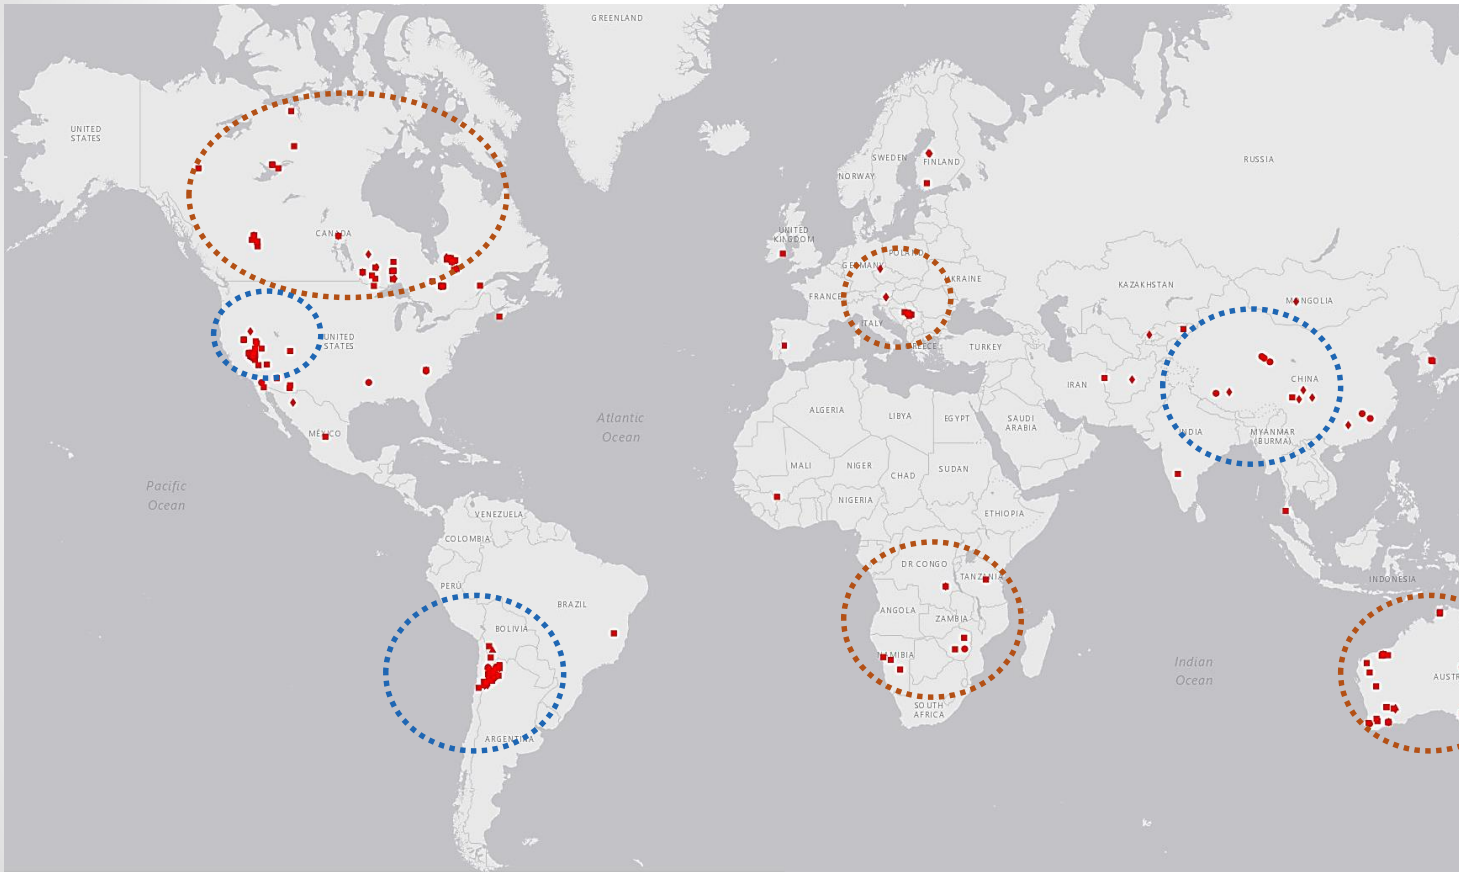 GREENLAND
UNITED
STATES
RUSSIA
SWEDEN
FINLAND
NORWAY
CANADA
UNITED
KINGDOM
POLAND
GERMANY
UKRAINE
KAZAKHSTAN
MONGOLIA
FRANCE
ITALY
UNITED
STATES
GREECE
TURKEY
IRAN
CHINA
ALGERIA
LIBYA
EGYPT
SAUDI
ARABIA
Atlantic
Ocean
MÉXICO
INDIA
MYANMAR
(BURMA)
MALI
NIGER
CHAD
SUDAN
Pacific
Ocean
NIGERIA
ETHIOPIA
VENEZUELA
COLOMBIA
DR CONGO
TANZANIA
INDONESIA
PERÚ
BRAZIL
ANGOLA
ZAMBIA
BOLIVIA
NAMIBIA
Indian
Ocean
AUSTR
SOUTH
AFRICA
ARGENTINA